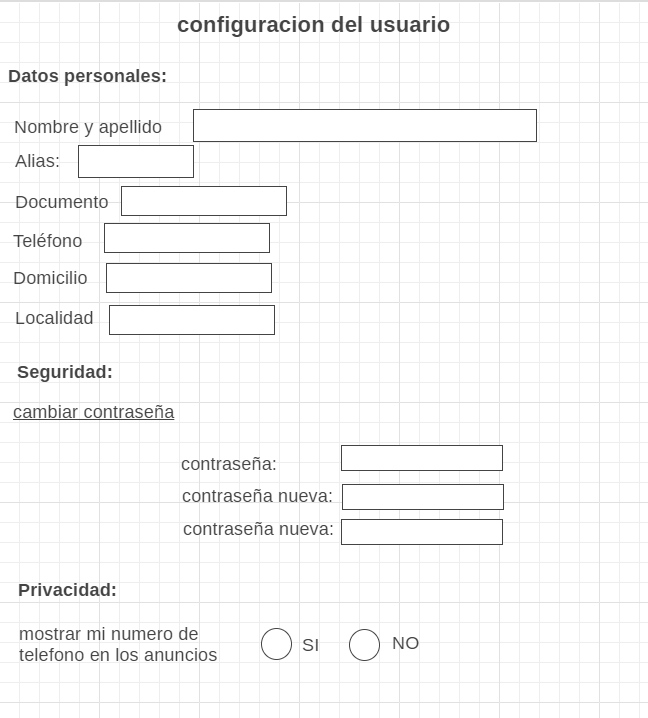 configuracion del usuario
Datos personales:
Nombre y apellido
Alias:
Documento
Teléfono
Domicilio
Localidad
Seguridad:
cambiar contraseña
contraseña:
contraseña nueva:
contraseña nueva:
Privacidad:
mostrar mi numero de
telefono en los anuncios
SI NO